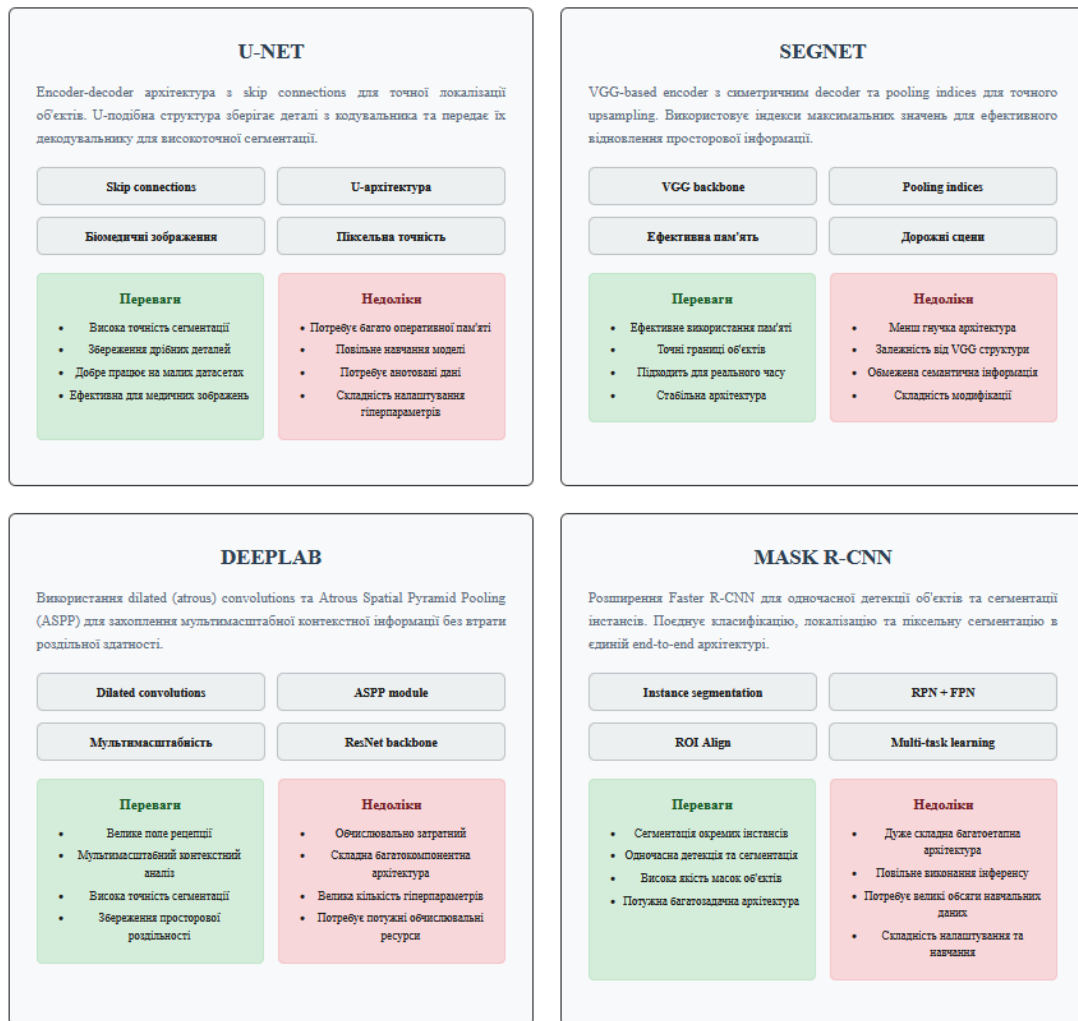 U-NET
Encoder-decoder архітектура з skip connections для точної локалізації
об'єктів. U-подібна структура зберігає деталі з кодувальника та передає їх
декодувальнику для високоточної сегментації.
Skip connections
U-архітектура
Біомедичні зображення
Піксельна точність
Переваги
• Висока точність сегментації
• Збереження дрібних деталей
• Добре працює на малих датасетах
• Ефективна для медичних зображень
Недоліки
• Потребує багато оперативної пам'яті
• Повільне навчання моделі
• Потребує анотовані дані
• Складність налаштування
гіперпараметрів
SEGNET
VGG-based encoder з симетричним decoder та pooling indices для точного
upsampling. Використовує індекси максимальних значень для ефективного
відновлення просторової інформації.
VGG backbone
Pooling indices
Ефективна пам'ять
Дорожні сцени
Переваги
• Ефективне використання пам'яті
• Точні границі об'єктів
• Підходить для реального часу
• Стабільна архітектура
Недоліки
• Менш гнучка архітектура
• Залежність від VGG структури
• Обмежена семантична інформація
• Складність модифікації
DEEPLAB
Використання dilated (atrous) convolutions та Atrous Spatial Pyramid Pooling
(ASPP) для захоплення мультимасштабної контекстної інформації без втрати
роздільної здатності.
Dilated convolutions
ASPP module
Мультимасштабність
ResNet backbone
Переваги
• Велике поле рецепції
• Мультимасштабний контекстний
аналіз
• Висока точність сегментації
• Збереження просторової
роздільності
Недоліки
• Обчислювально затратний
• Складна багатокомпонентна
архітектура
• Велика кількість гіперпараметрів
• Потребує потужні обчислювальні
ресурси
MASK R-CNN
Розширення Faster R-CNN для одночасної детекції об'єктів та сегментації
інстансів. Поєднує класифікацію, локалізацію та піксельну сегментацію в
єдиній end-to-end архітектурі.
Instance segmentation
RPN + FPN
ROI Align
Multi-task learning
Переваги
• Сегментація окремих інстансів
• Одночасна детекція та сегментація
• Висока якість масок об'єктів
• Потужна багатозадачна архітектура
Недоліки
• Дуже складна багатоетапна
архітектура
• Повільне виконання інференсу
• Потребує великі обсяги навчальних
даних
• Складність налаштування та
навчання